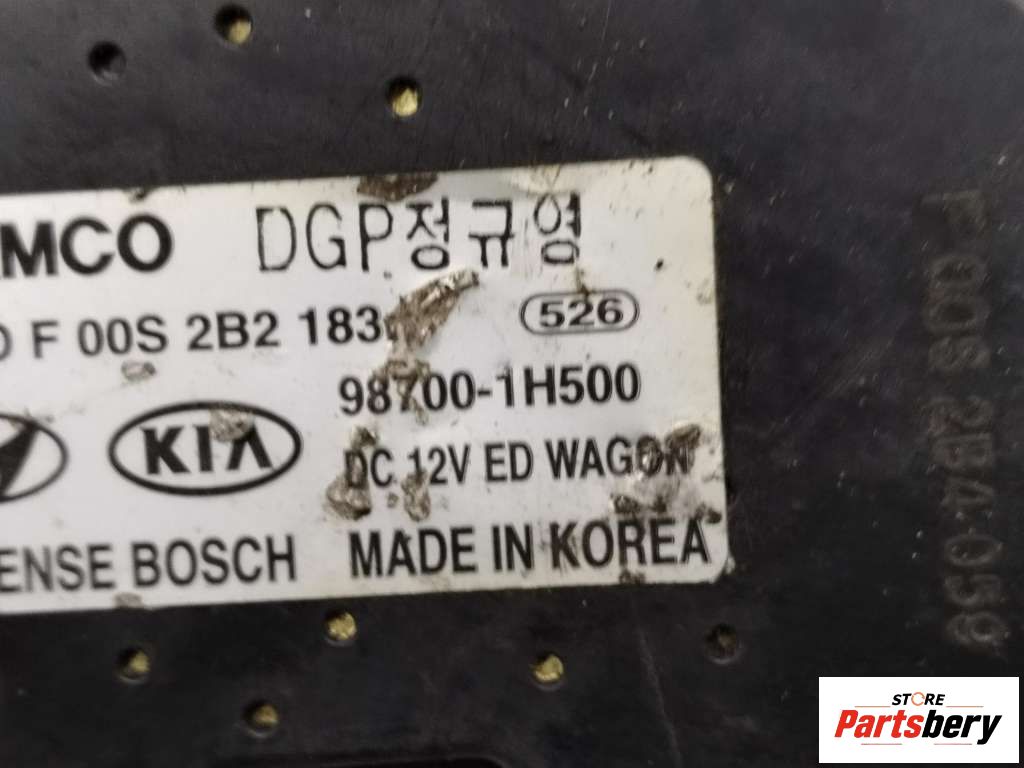 MCO DGP정규영
F 00S 2B2 183
526
98700-1H500
KIA DC 12V ED WAGON
ENSE BOSCH MADE IN KOREA
F 00S 2B4 059
STORE
Partsbery